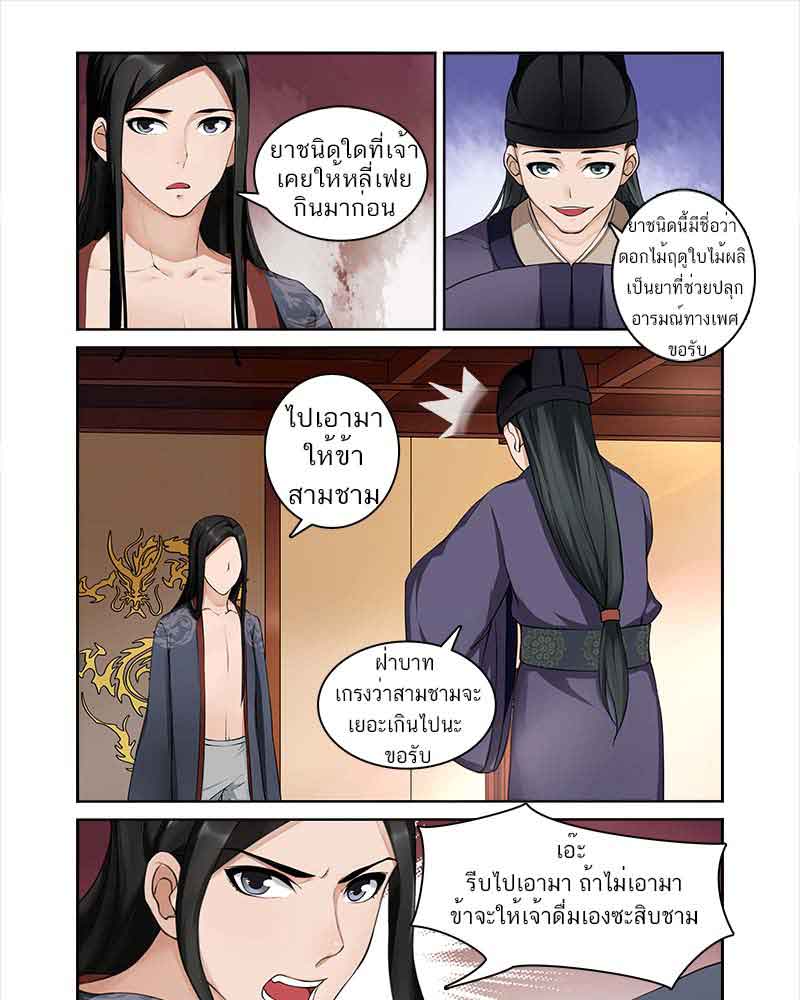 ยาชนิดใดที่เจ้า
เคยให้หลี่เฟย
กินมาก่อน
ยาชนิดนี้มีชื่อว่า
ดอกไม้ฤดูใบไม้ผลิ
เป็นยาที่ช่วยปลุก
อารมณ์ทางเพศ
ขอรับ
ไปเอามา
ให้ข้า
สามชาม
ฝ่าบาท
เกรงว่าสามชามจะ
เยอะเกินไปนะ
ขอรับ
เอ๊ะ
รีบไปเอามา ถ้าไม่เอามา
ข้าจะให้เจ้าดื่มเองซะสิบชาม